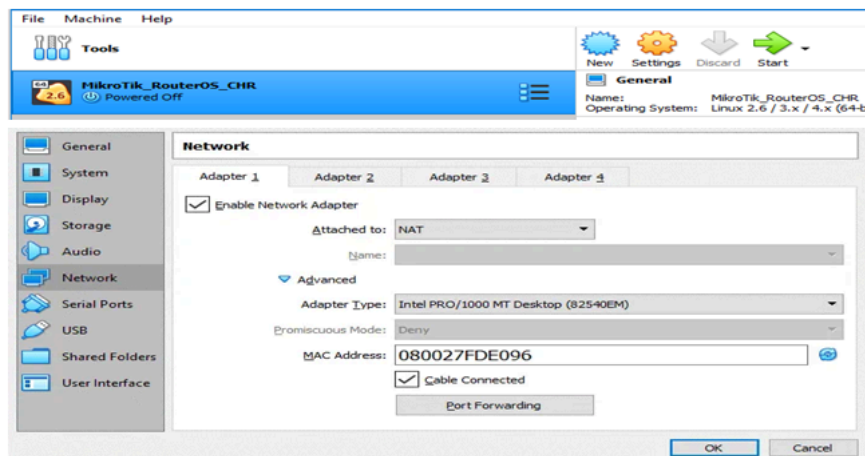 File Machine Help
Tools
New Settings Discard Start
64
2.6
MikroTik_RouterOS_CHR
Powered Off
General
Name: MikroTik_RouterOS_CHR
Operating System: Linux 2.6 / 3.x / 4.x (64-b
General
System
Display
Storage
Audio
Network
Serial Ports
USB
Shared Folders
User Interface
Network
Adapter 1 Adapter 2 Adapter 3 Adapter 4
Enable Network Adapter
Attached to: NAT
Name:
Advanced
Adapter Type: Intel PRO/1000 MT Desktop (82540EM)
Promiscuous Mode: Deny
MAC Address: 080027FDE096
Cable Connected
Port Forwarding
OK Cancel